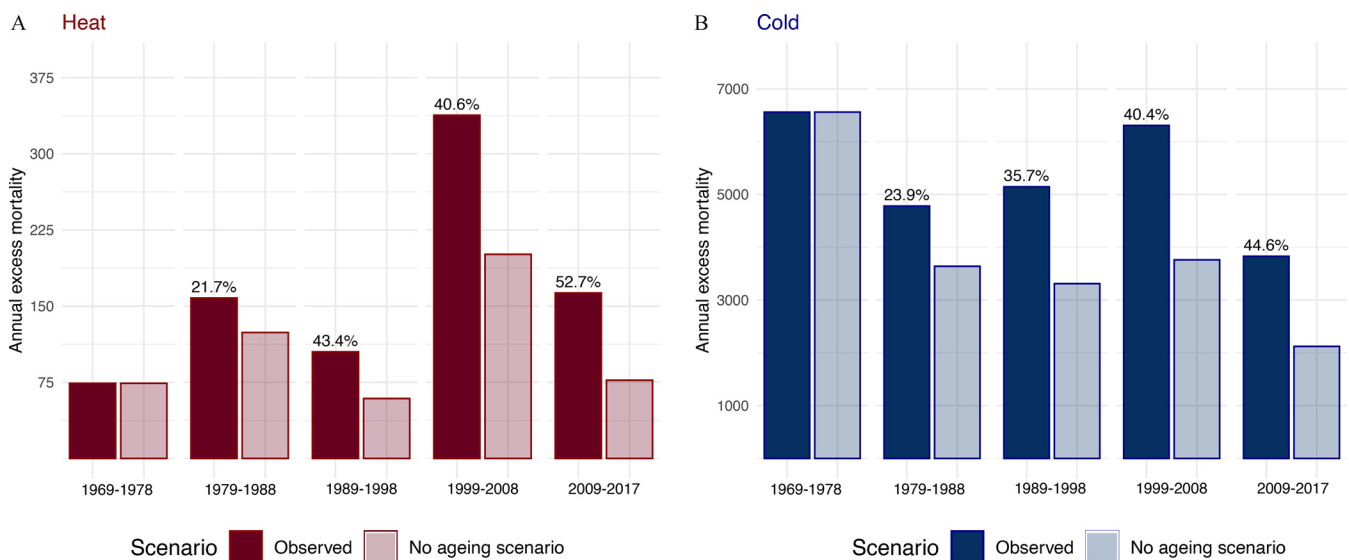 A Heat
Annual excess mortality
375
300
225
150
75
21.7%
43.4%
40.6%
52.7%
1969-1978 1979-1988 1989-1998 1999-2008 2009-2017
Scenario Observed No ageing scenario
B Cold
Annual excess mortality
7000
5000
3000
1000
23.9%
35.7%
40.4%
44.6%
1969-1978 1979-1988 1989-1998 1999-2008 2009-2017
Scenario Observed No ageing scenario